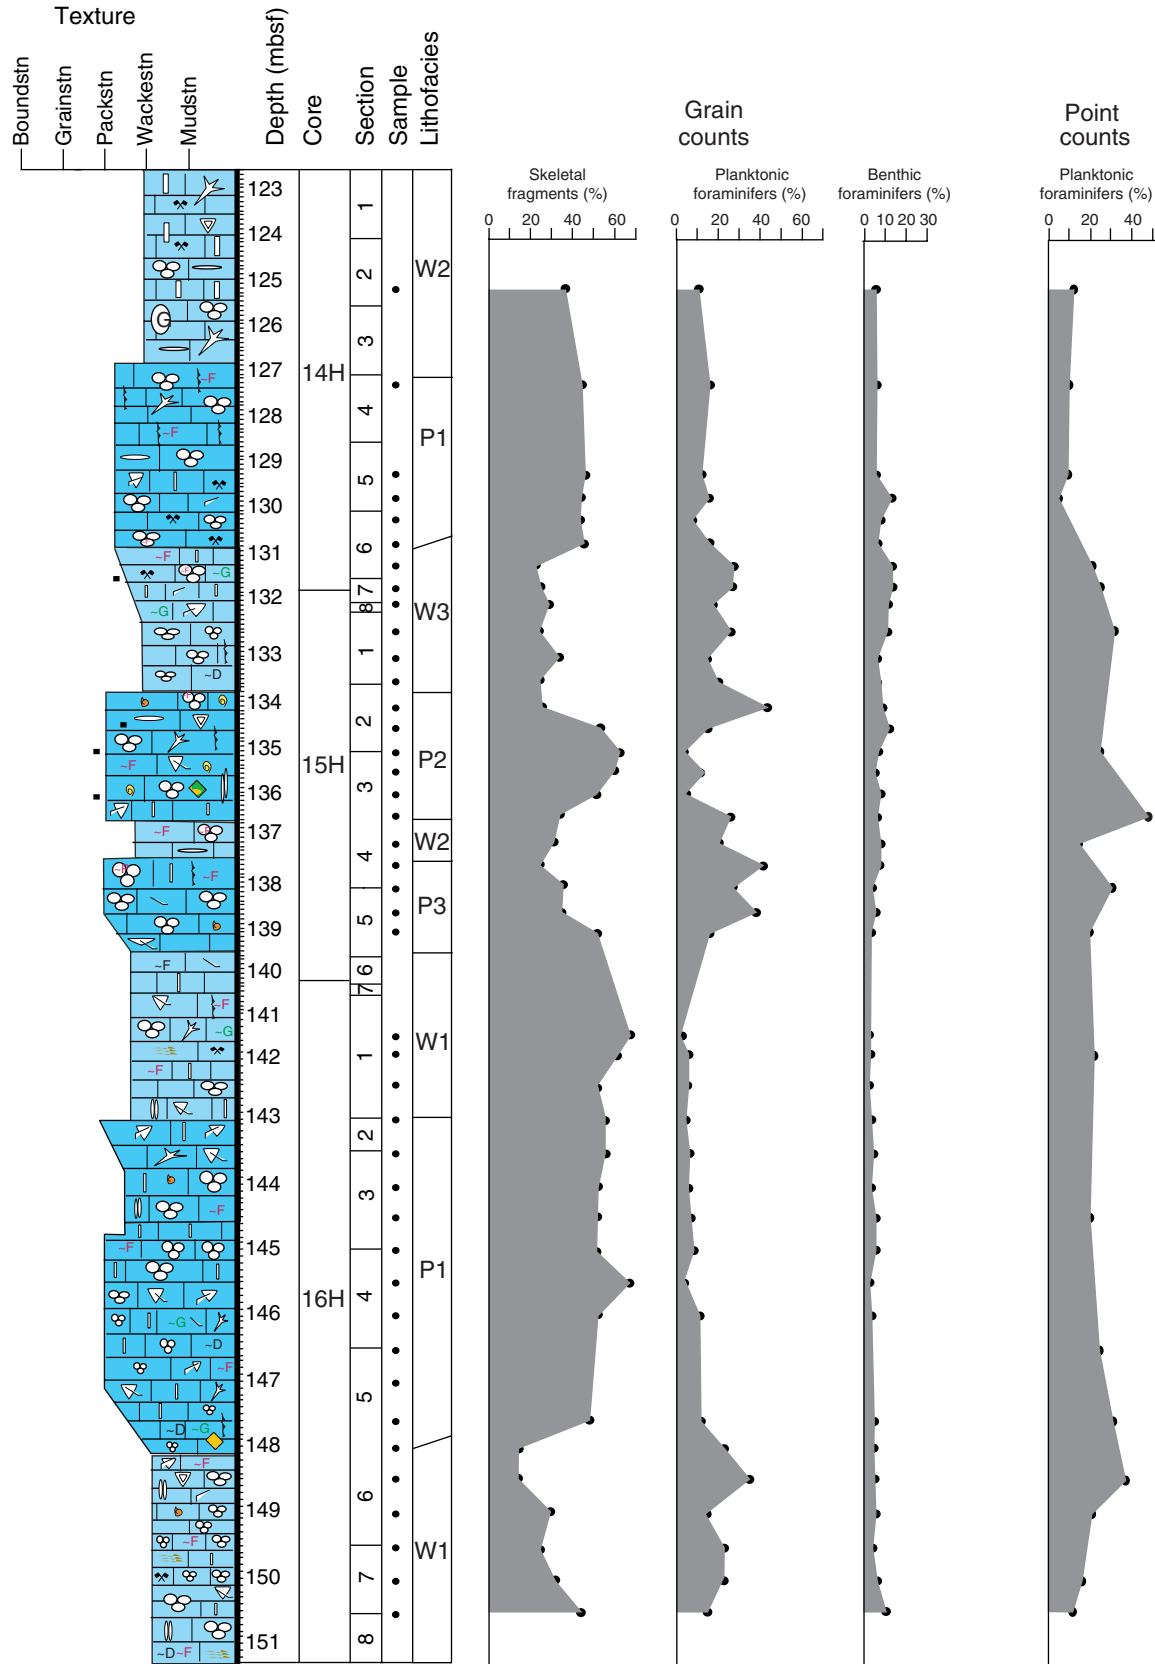 Texture
Boundstn
Grainstn
Packstn
Wackestn
Mudstn
Depth (mbsf)
Core
Section
Sample
Lithofacies
Grain
counts
Point
counts
Skeletal
fragments (%)
Planktonic
foraminifers (%)
Benthic
foraminifers (%)
Planktonic
foraminifers (%)
0 20 40 60
0 20 40 60
0 10 20 30
0 20 40
123
124
125
126
127
128
129
130
131
132
133
134
135
136
137
138
139
140
141
142
143
144
145
146
147
148
149
150
151
14H
15H
16H
1
2
3
4
5
6
7
8
1
2
3
4
5
6
7
1
2
3
4
5
6
7
8
W2
P1
W3
P2
W2
P3
W1
P1
W1
G
~F
~F
~F
~G
~G
~D
~F
~F
~F
~F
~F
~G
~F
~F
~F
~G
~D
~F
~D ~G
~F
~F
~D ~F